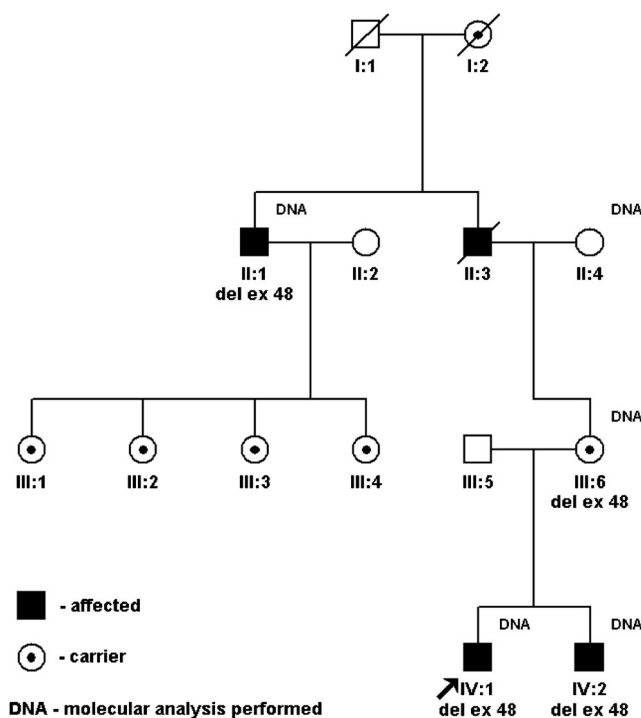 I:1 I:2
DNA DNA
II:1 II:2 II:3 II:4
del ex 48
DNA
III:1 III:2 III:3 III:4 III:5 III:6
del ex 48
- affected
DNA DNA
- carrier
IV:1 IV:2
DNA - molecular analysis performed del ex 48 del ex 48